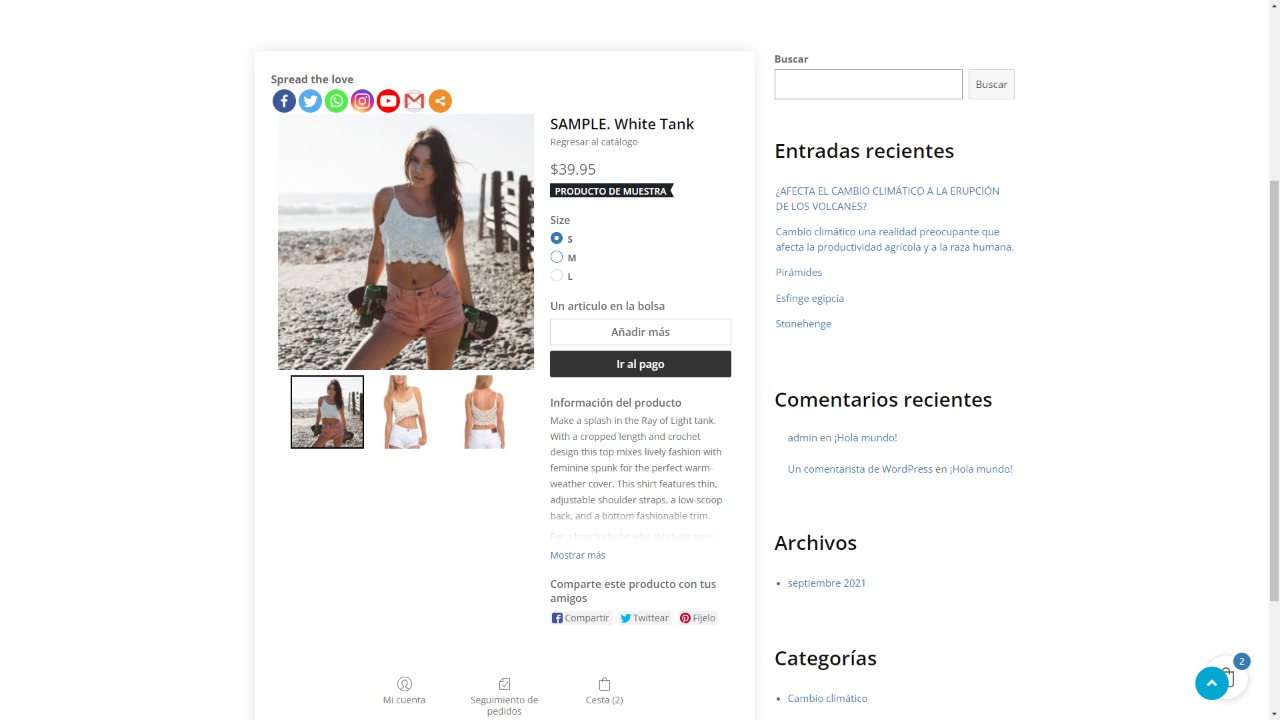 Spread the love
SAMPLE. White Tank
Regresar al catálogo
$39.95
PRODUCTO DE MUESTRA
Size
S
M
L
Un articulo en la bolsa
Añadir más
Ir al pago
Información del producto
Make a splash in the Ray of Light tank.
With a cropped length and crochet
design this top mixes lively fashion with
feminine spunk for the perfect warm-
weather cover. This shirt features thin,
adjustable shoulder straps, a low-scoop
back, and a bottom fashionable trim.
For a beachy boho vibe this tank pairs
Mostrar más
Comparte este producto con tus
amigos
Compartir
Twittear
Fíjelo
Mi cuenta
Seguimiento de
pedidos
Cesta (2)
Buscar
Buscar
Entradas recientes
¿AFECTA EL CAMBIO CLIMÁTICO A LA ERUPCIÓN
DE LOS VOLCANES?
Cambio climático una realidad preocupante que
afecta la productividad agrícola y a la raza humana.
Pirámides
Esfinge egipcia
Stonehenge
Comentarios recientes
admin en ¡Hola mundo!
Un comentarista de WordPress en ¡Hola mundo!
Archivos
septiembre 2021
Categorías
Cambio climático
2